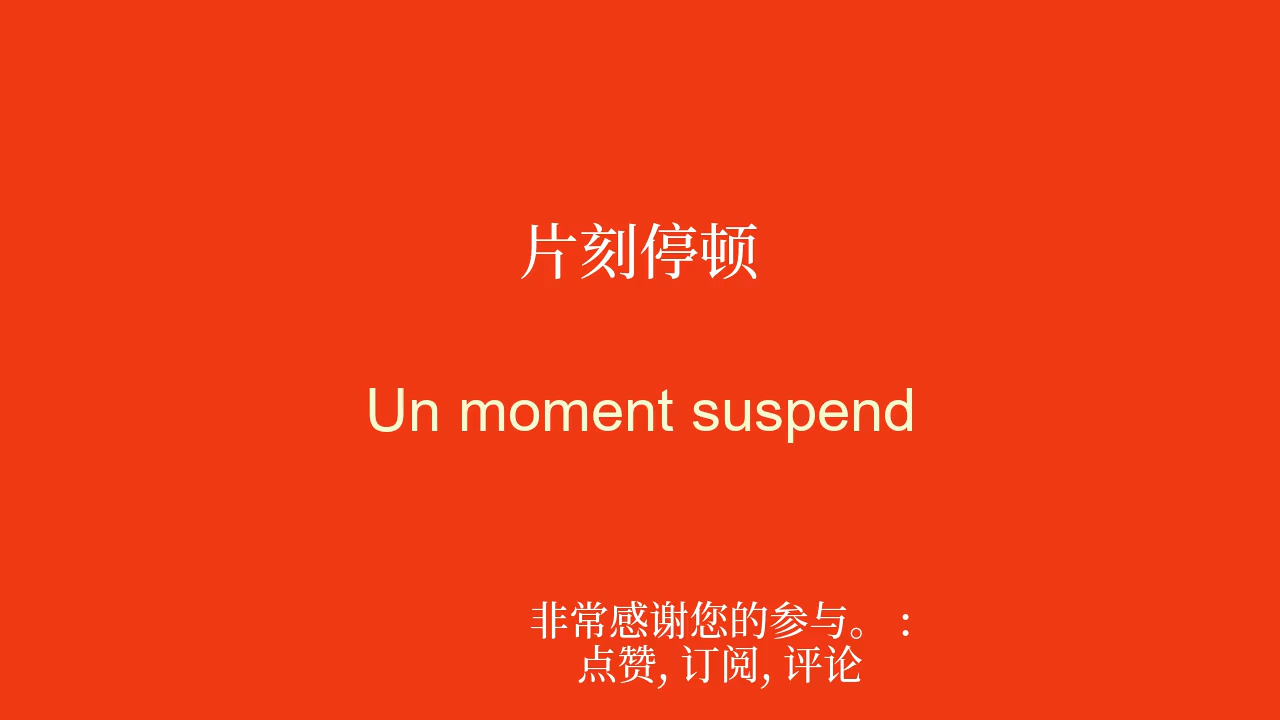 片刻停顿
Un moment suspend
非常感谢您的参与。 :
点赞, 订阅, 评论